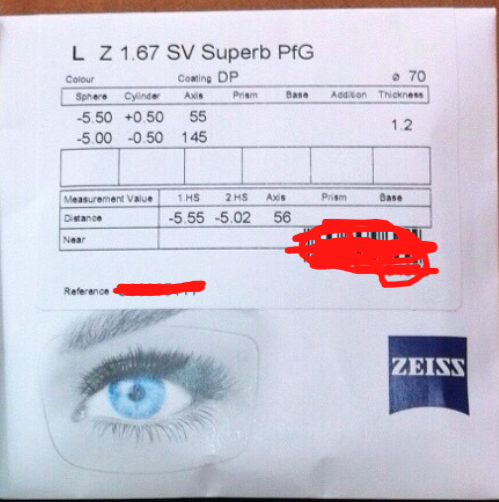 L Z 1.67 SV Superb PfG
Colour Coating DP ø 70
Sphere Cylinder Axis Prism Base Addition Thickness
-5.50 +0.50 55
1.2
-5.00 -0.50 145
Measurement Value 1.HS 2.HS Axis Prism Base
Distance -5.55 -5.02 56
Near
Reference
ZEISS